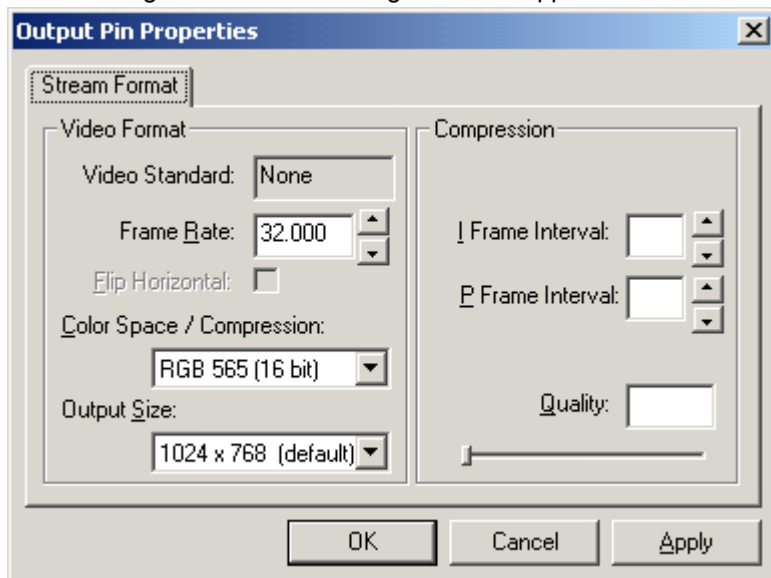 Output Pin Properties
Stream Format
Video Format
Video Standard: None
Frame Rate: 32.000
Flip Horizontal:
Color Space / Compression:
RGB 565 (16 bit)
Output Size:
1024 x 768 (default)
Compression
I Frame Interval:
P Frame Interval:
Quality:
OK Cancel Apply